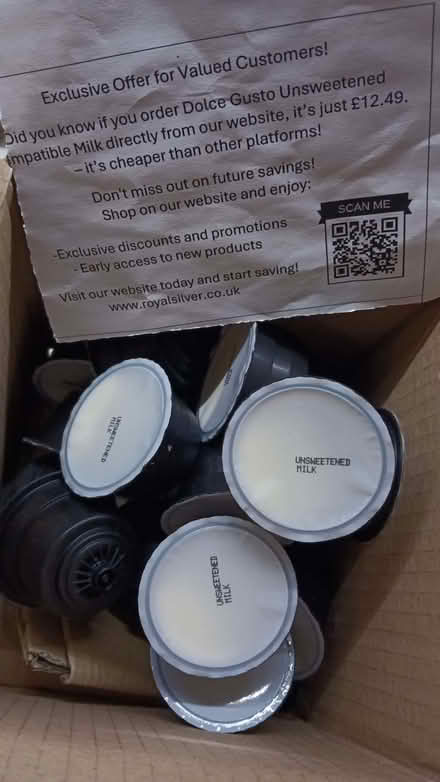 Exclusive Offer for Valued Customers!
Did you know if you order Dolce Gusto Unsweetened
ompatible Milk directly from our website, it's just £12.49.
– it's cheaper than other platforms!
Don't miss out on future savings!
Shop on our website and enjoy:
-Exclusive discounts and promotions
- Early access to new products
Visit our website today and start saving!
www.royalsilver.co.uk
SCAN ME
UNSWEETENED
MILK
UNSWEETENED
MILK
UNSWEETENED
MILK